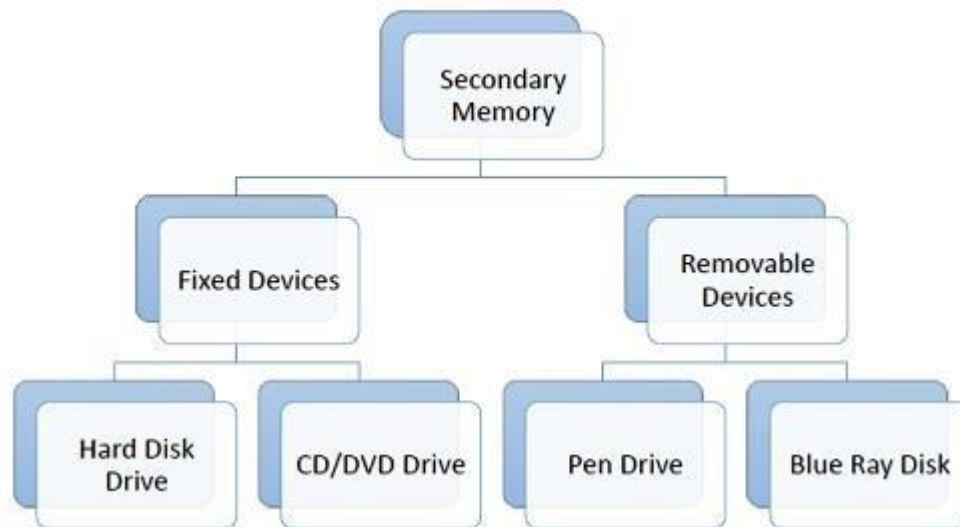 Secondary
Memory
Fixed Devices
Removable
Devices
Hard Disk
Drive
CD/DVD Drive
Pen Drive
Blue Ray Disk